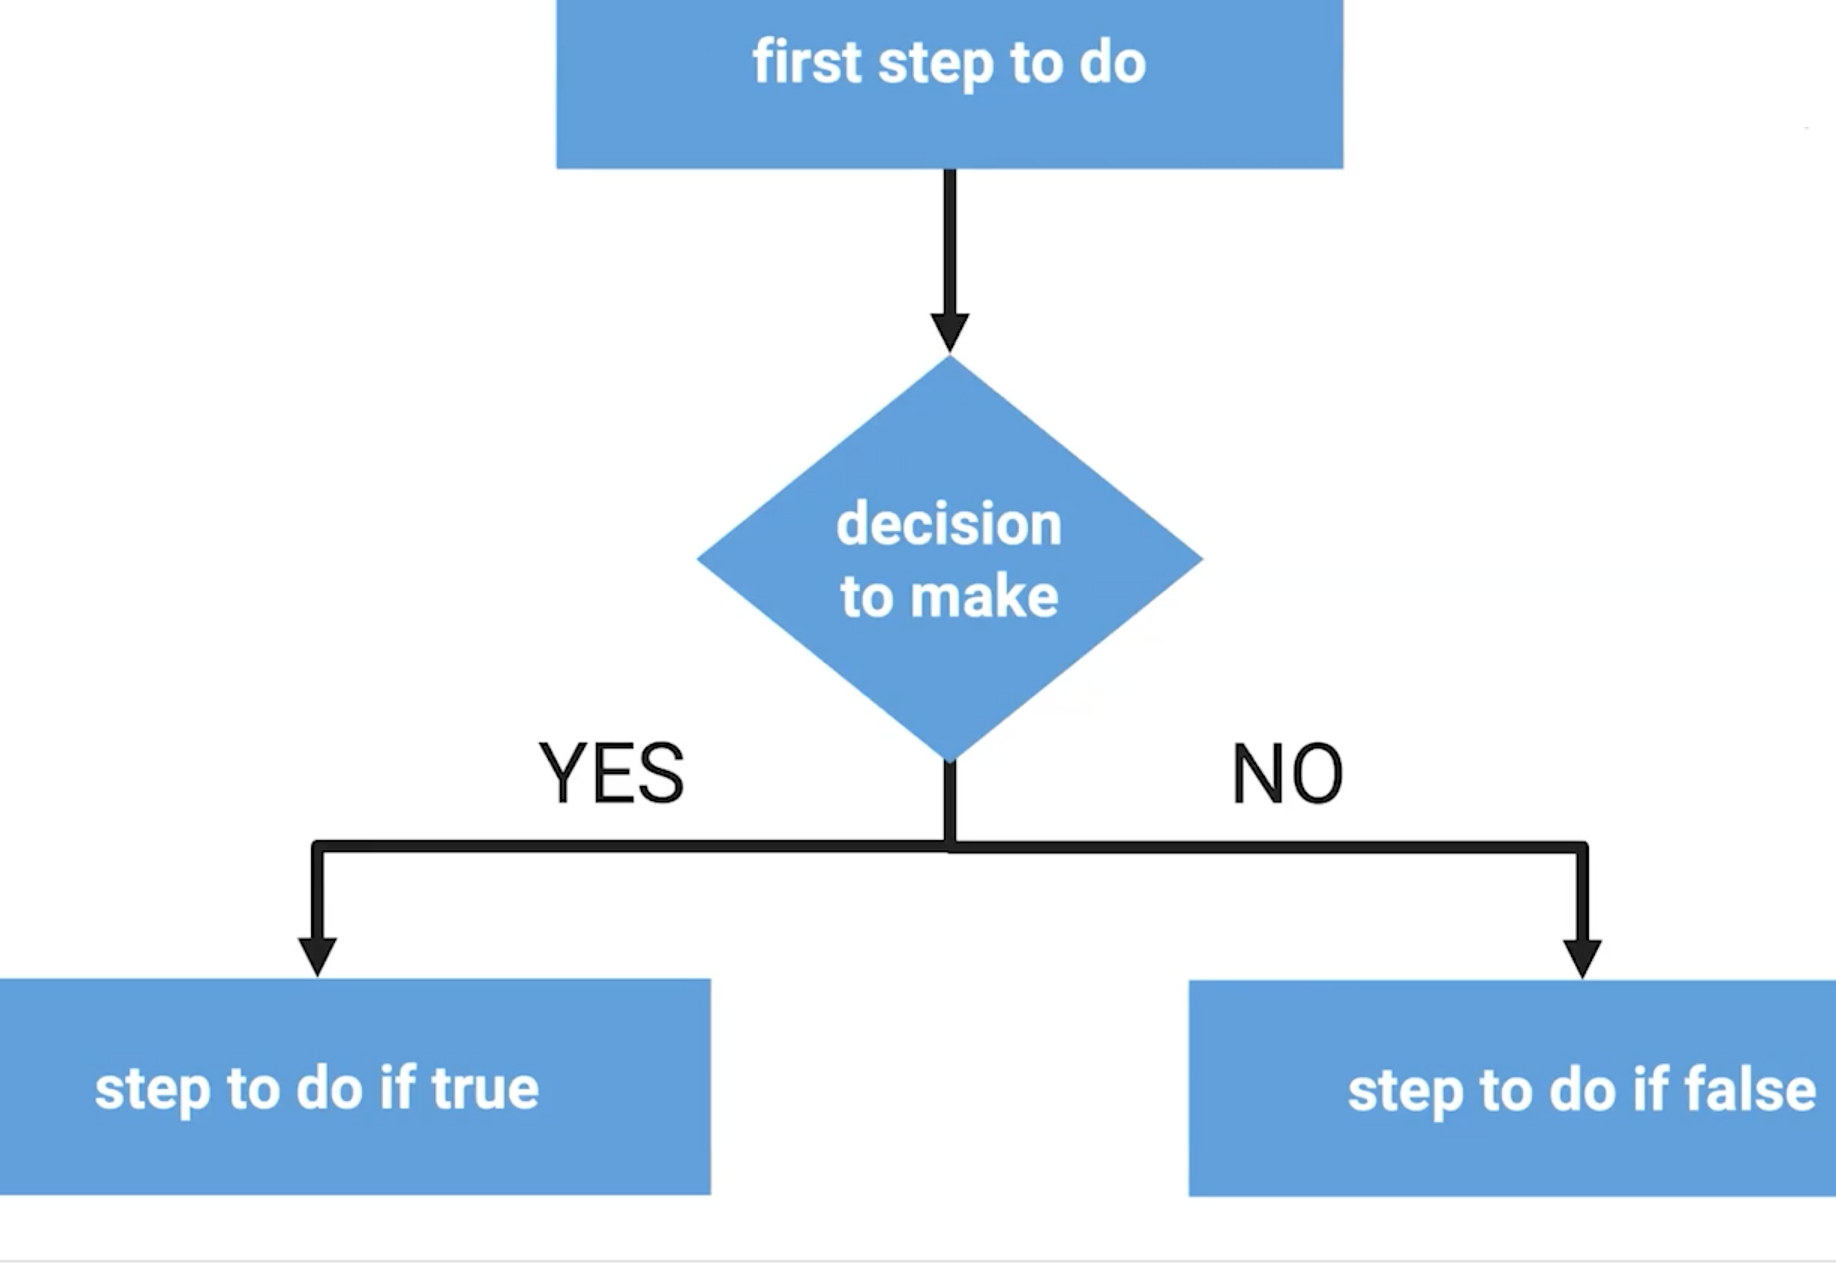 first step to do
decision
to make
YES
NO
step to do if true
step to do if false